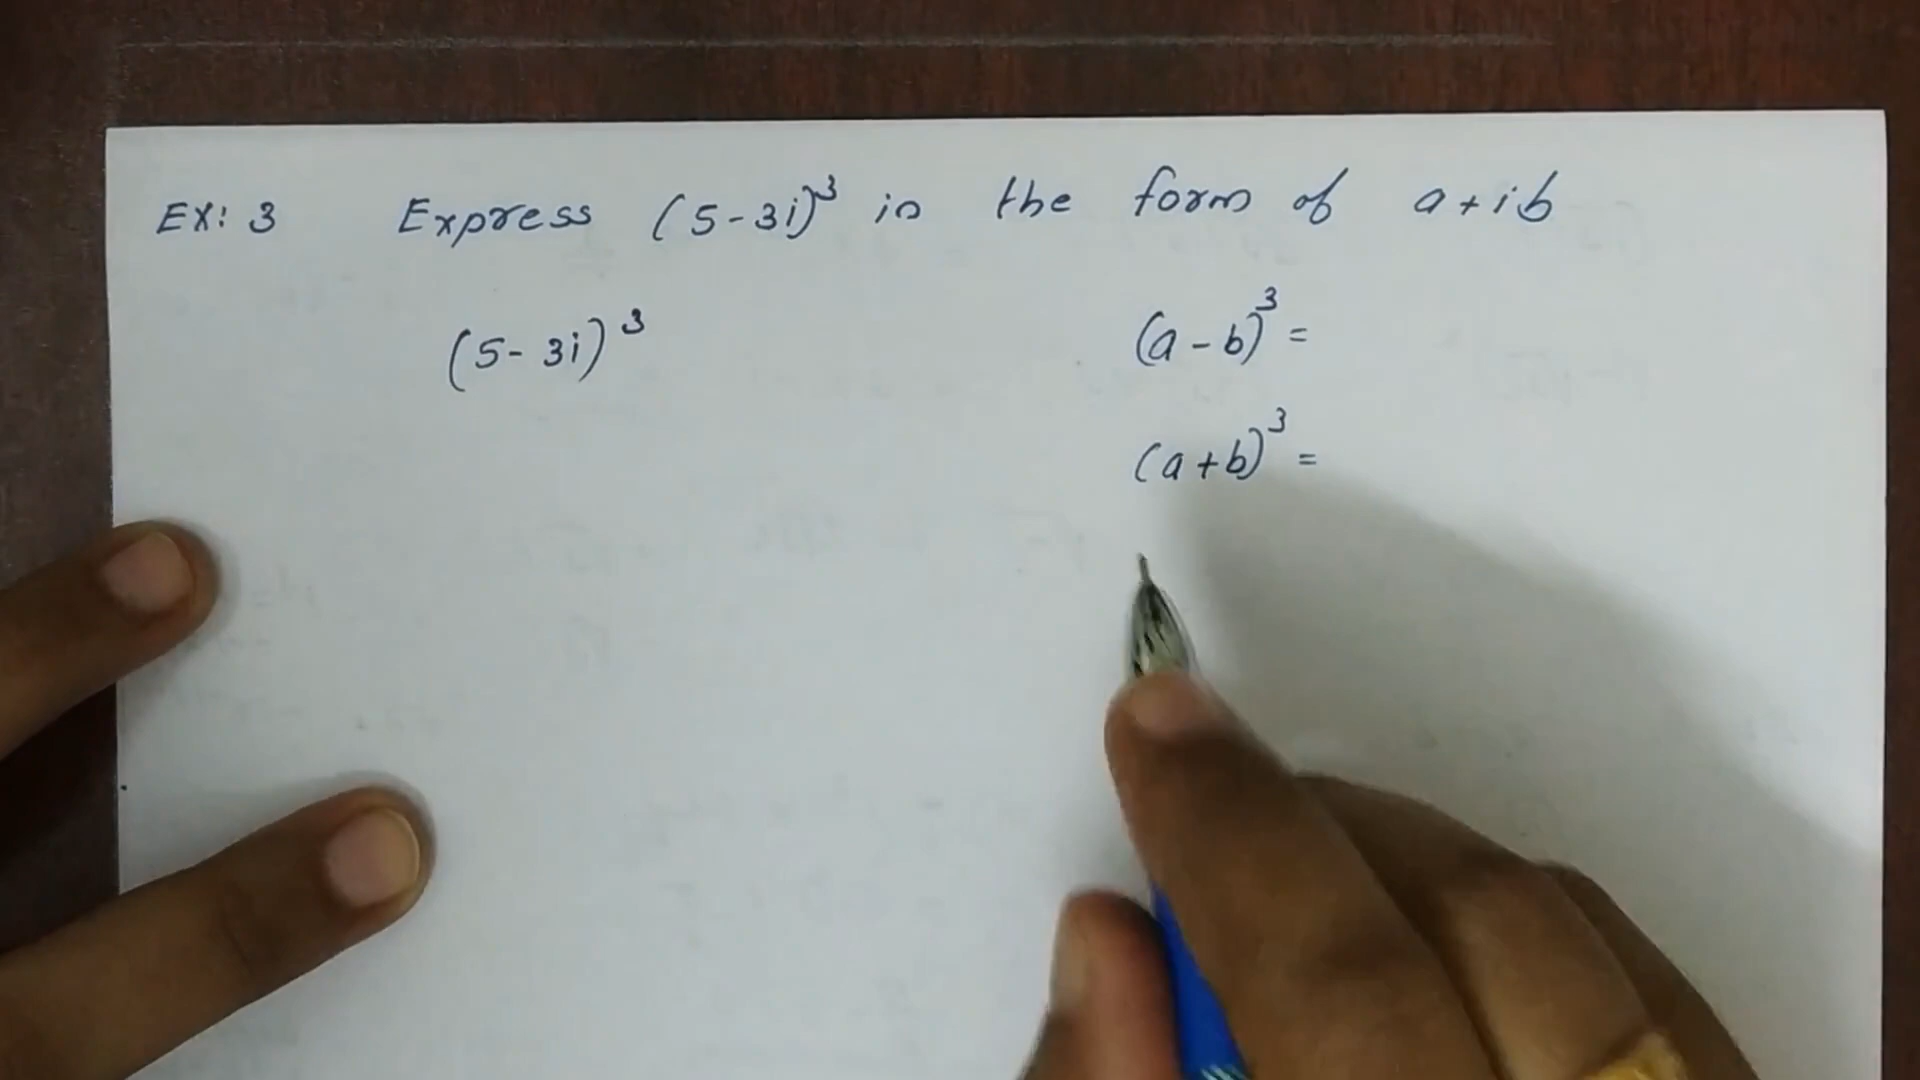 EX: 3 Express (5-3i)³ in the form of a+ib
(5-3i)³
(a-b)³ =
(a+b)³ =